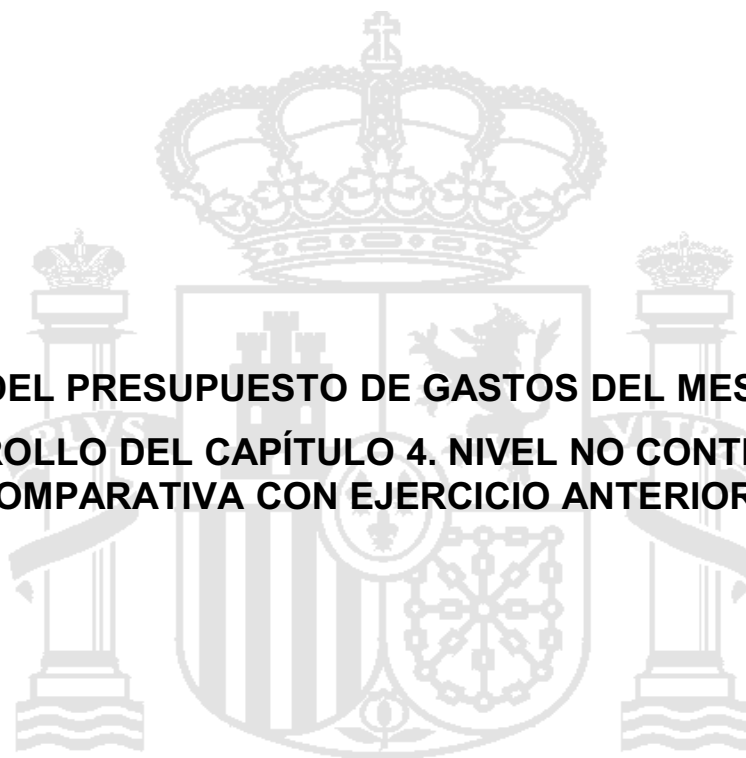 DEL PRESUPUESTO DE GASTOS DEL MES
ROLLO DEL CAPÍTULO 4. NIVEL NO CONT
OMPARATIVA CON EJERCICIO ANTERIOR